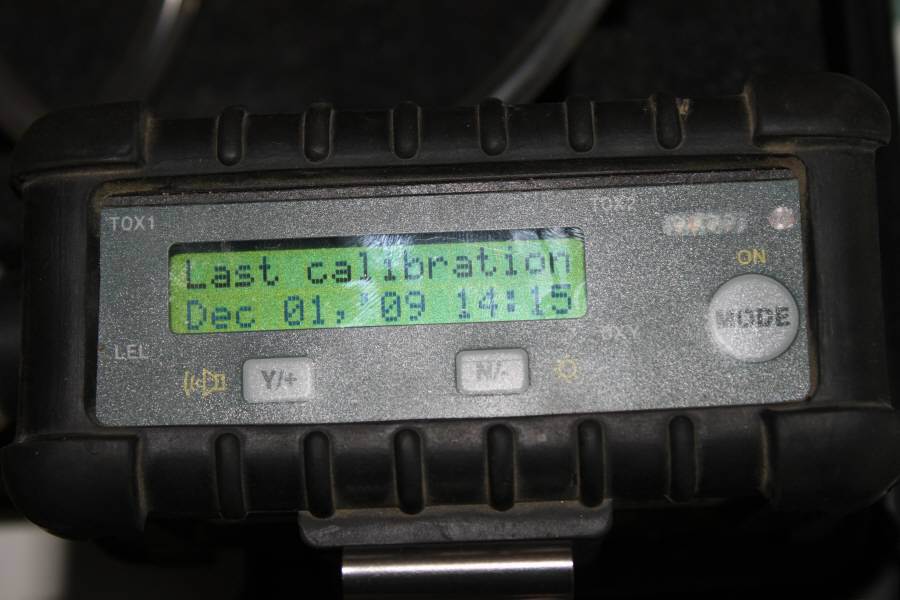 TOX1
TOX2
Last calibration
Dec 01, '09 14:15
ON
MODE
LEL
OXY
Y/+
N/-